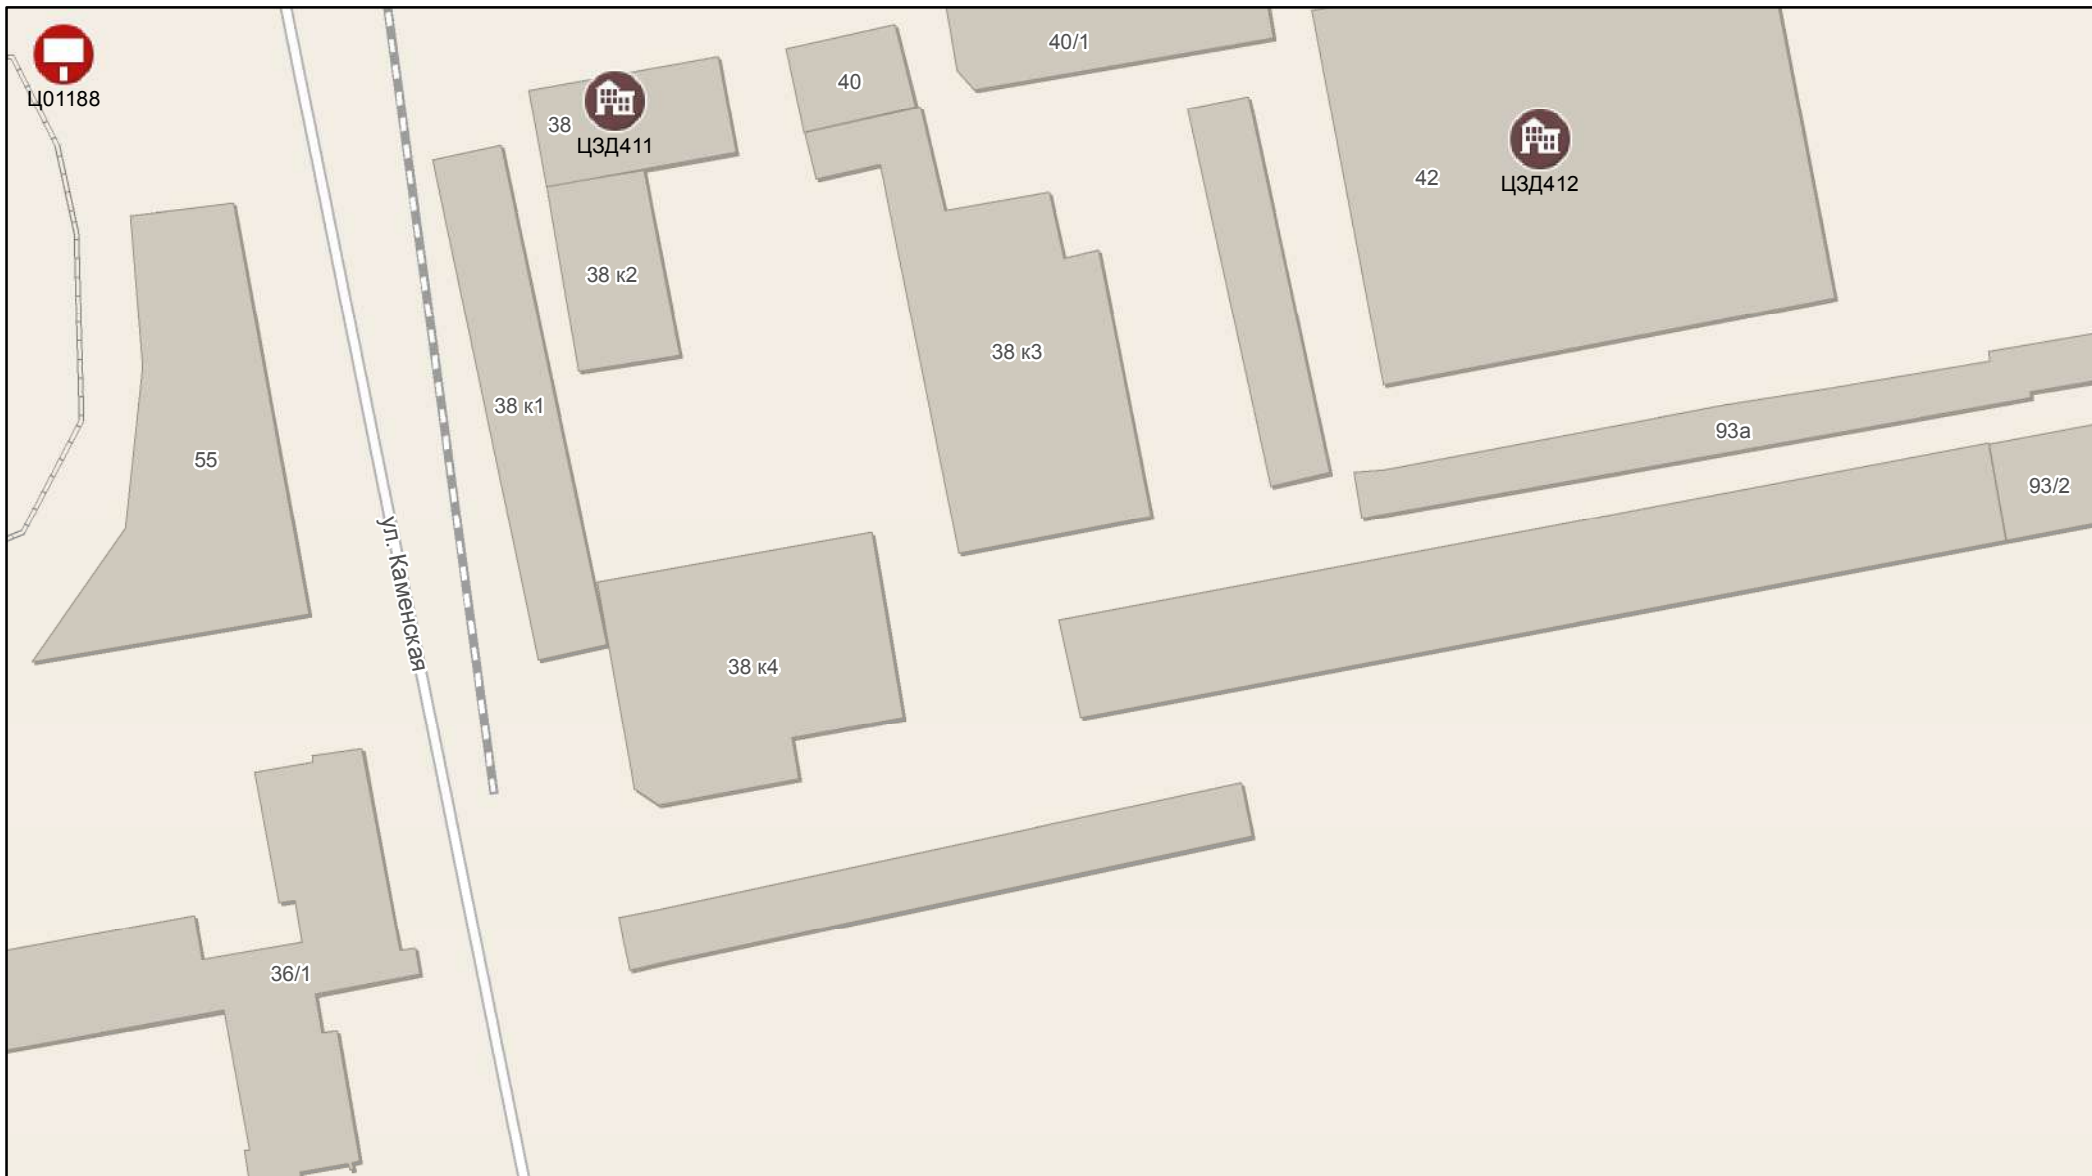 Ц01188
40/1
40
38
ЦЗД411
42
ЦЗД412
38 к2
38 к3
38 к1
93а
55
93/2
ул. Каменская
38 к4
36/1